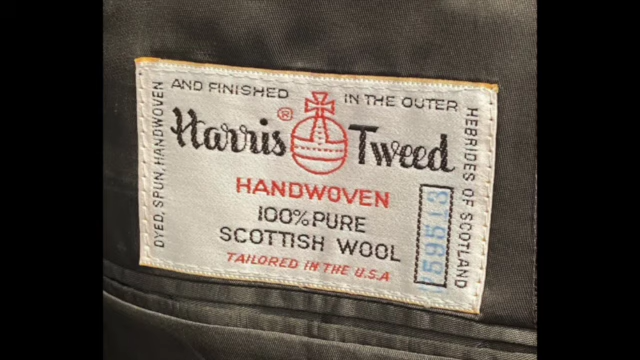 DYED, SPUN, HANDWOVEN
AND FINISHED
IN THE OUTER
HEBRIDES OF SCOTLAND
Harris® Tweed
HANDWOVEN
100% PURE
SCOTTISH WOOL
TAILORED IN THE U.S.A